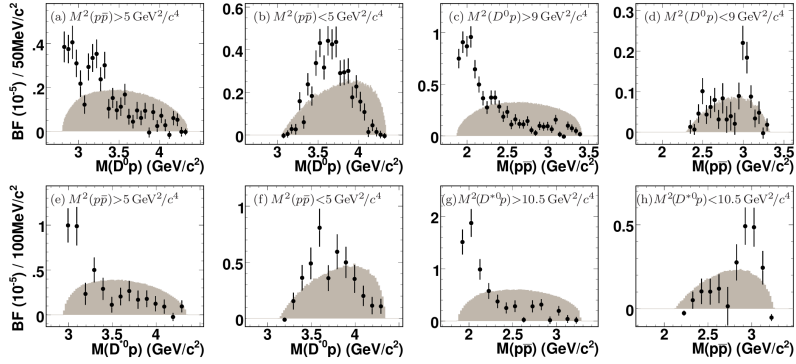 (a) M²(pp̅)>5 GeV²/c⁴
(b) M²(pp̅)<5 GeV²/c⁴
(c) M²(D⁰p)>9 GeV²/c⁴
(d) M²(D⁰p)<9 GeV²/c⁴
BF (10⁻⁵) / 50MeV/c²
.4
.2
0
3 3.5 4
M(D⁰p) (GeV/c²)
0.6
0.4
0.2
0
3 3.5 4
M(D⁰p) (GeV/c²)
1
0.5
0
2 2.5 3 3.5
M(pp̅) (GeV/c²)
0.3
0.2
0.1
0
2 2.5 3 3.5
M(pp̅) (GeV/c²)
(e) M²(pp̅)>5 GeV²/c⁴
(f) M²(pp̅)<5 GeV²/c⁴
(g) M²(D*⁰p)>10.5 GeV²/c⁴
(h) M²(D*⁰p)<10.5 GeV²/c⁴
BF (10⁻⁵) / 100MeV/c²
1
.5
0
3 3.5 4
M(D*⁰p) (GeV/c²)
1
0.5
0
3 3.5 4
M(D*⁰p) (GeV/c²)
2
1
0
2 2.5 3
M(pp̅) (GeV/c²)
0.5
0
2 2.5 3
M(pp̅) (GeV/c²)